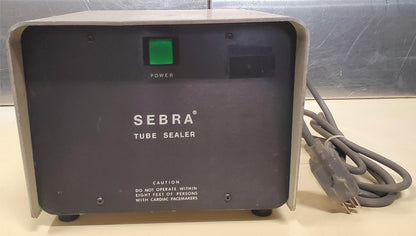 POWER
SEBRA®
TUBE SEALER
CAUTION
DO NOT OPERATE WITHIN
EIGHT FEET OF PERSONS
WITH CARDIAC PACEMAKERS